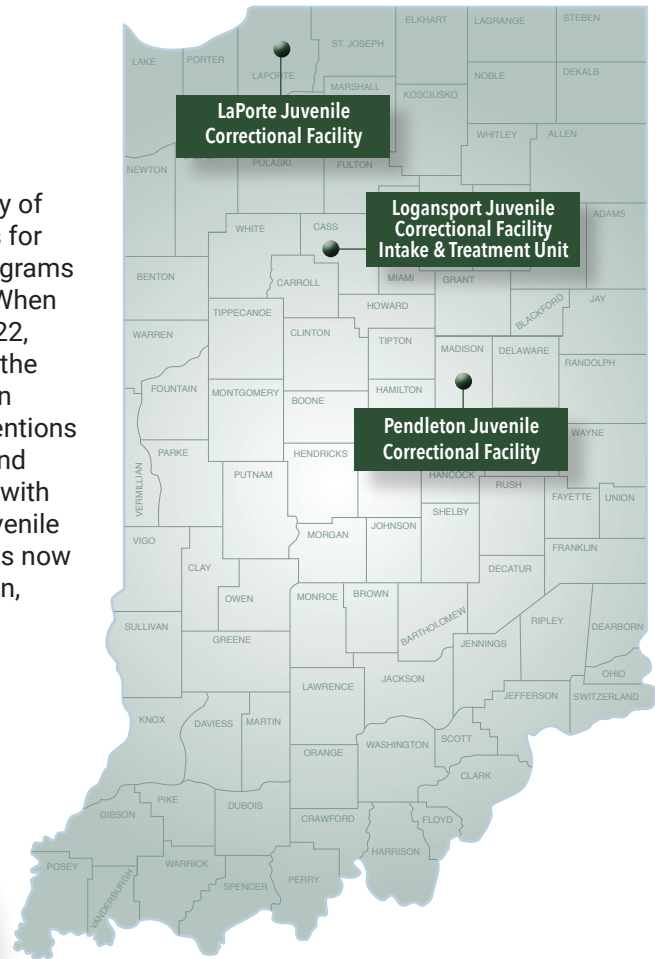 y of
s for
grams
When
22,
the
n
entions
nd
with
venile
s now
n,
LAKE
PORTER
LAPORTE
ST. JOSEPH
ELKHART
LAGRANGE
STEBEN
NOBLE
DEKALB
MARSHALL
KOSCIUSKO
LaPorte Juvenile
Correctional Facility
WHITLEY
ALLEN
NEWTON
PULASKI
FULTON
Logansport Juvenile
Correctional Facility
Intake & Treatment Unit
ADAMS
WHITE
CASS
BENTON
CARROLL
MIAMI
GRANT
BLACKFORD
JAY
HOWARD
TIPPECANOE
CLINTON
TIPTON
WARREN
MADISON
DELAWARE
RANDOLPH
FOUNTAIN
MONTGOMERY
BOONE
HAMILTON
Pendleton Juvenile
Correctional Facility
WAYNE
VERMILLIAN
PARKE
PUTNAM
HENDRICKS
HANCOCK
RUSH
FAYETTE
UNION
VIGO
MORGAN
JOHNSON
SHELBY
FRANKLIN
CLAY
OWEN
MONROE
BROWN
BARTHOLOMEW
DECATUR
SULLIVAN
GREENE
JENNINGS
RIPLEY
DEARBORN
OHIO
LAWRENCE
JACKSON
JEFFERSON
SWITZERLAND
KNOX
DAVIESS
MARTIN
ORANGE
WASHINGTON
SCOTT
CLARK
PIKE
DUBOIS
GIBSON
CRAWFORD
FLOYD
HARRISON
POSEY
VANDERBURGH
WARRICK
SPENCER
PERRY